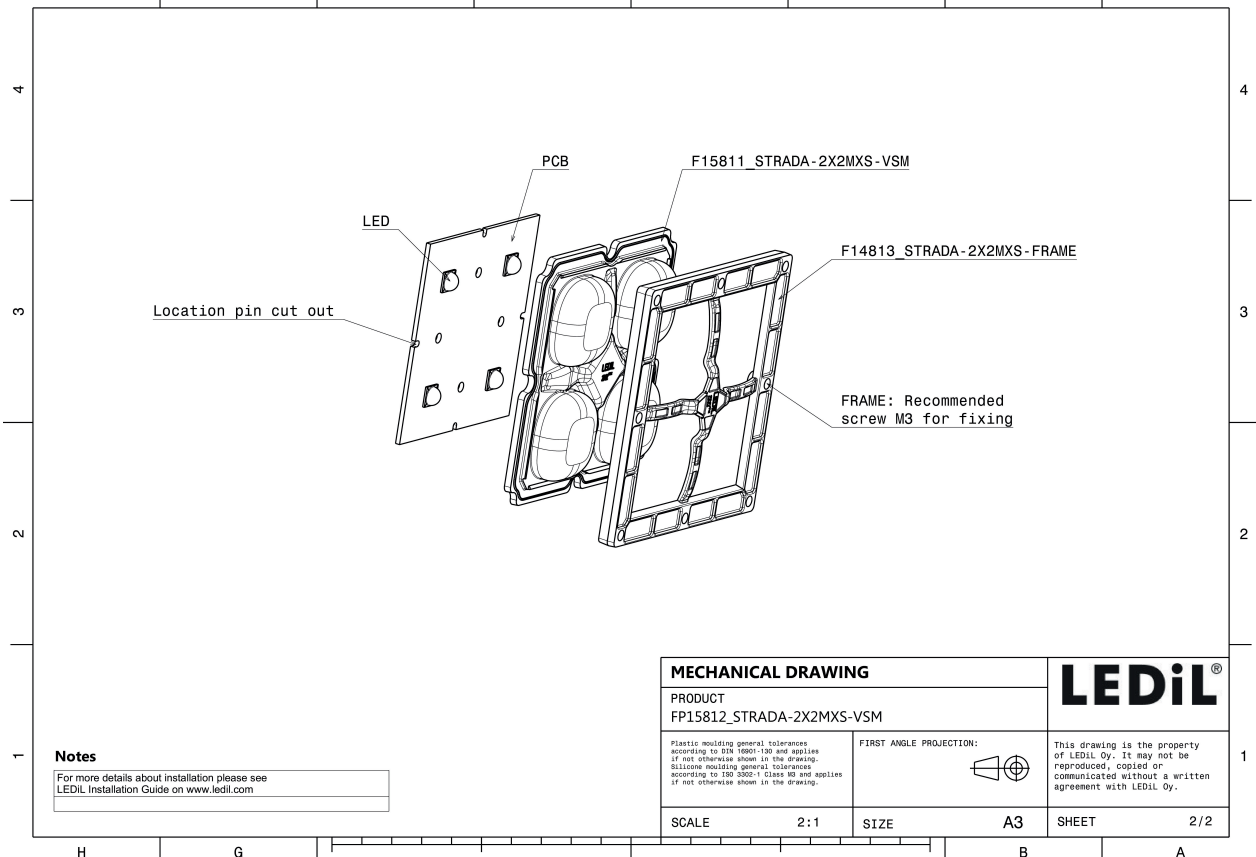 4
4
PCB
F15811_STRADA-2X2MXS-VSM
LED
F14813_STRADA-2X2MXS-FRAME
Location pin cut out
3
3
LEDiL
FRAME: Recommended
screw M3 for fixing
2
2
MECHANICAL DRAWING
PRODUCT
FP15812_STRADA-2X2MXS-VSM
LEDiL®
Plastic moulding general tolerances
according to DIN 16901-130 and applies
if not otherwise shown in the drawing.
Silicone moulding general tolerances
according to ISO 3302-1 Class M3 and applies
if not otherwise shown in the drawing.
FIRST ANGLE PROJECTION:
This drawing is the property
of LEDiL Oy. It may not be
reproduced, copied or
communicated without a written
agreement with LEDiL Oy.
1
1
Notes
For more details about installation please see
LEDiL Installation Guide on www.ledil.com
SCALE 2:1
SIZE A3
SHEET 2/2
H
G
B
A